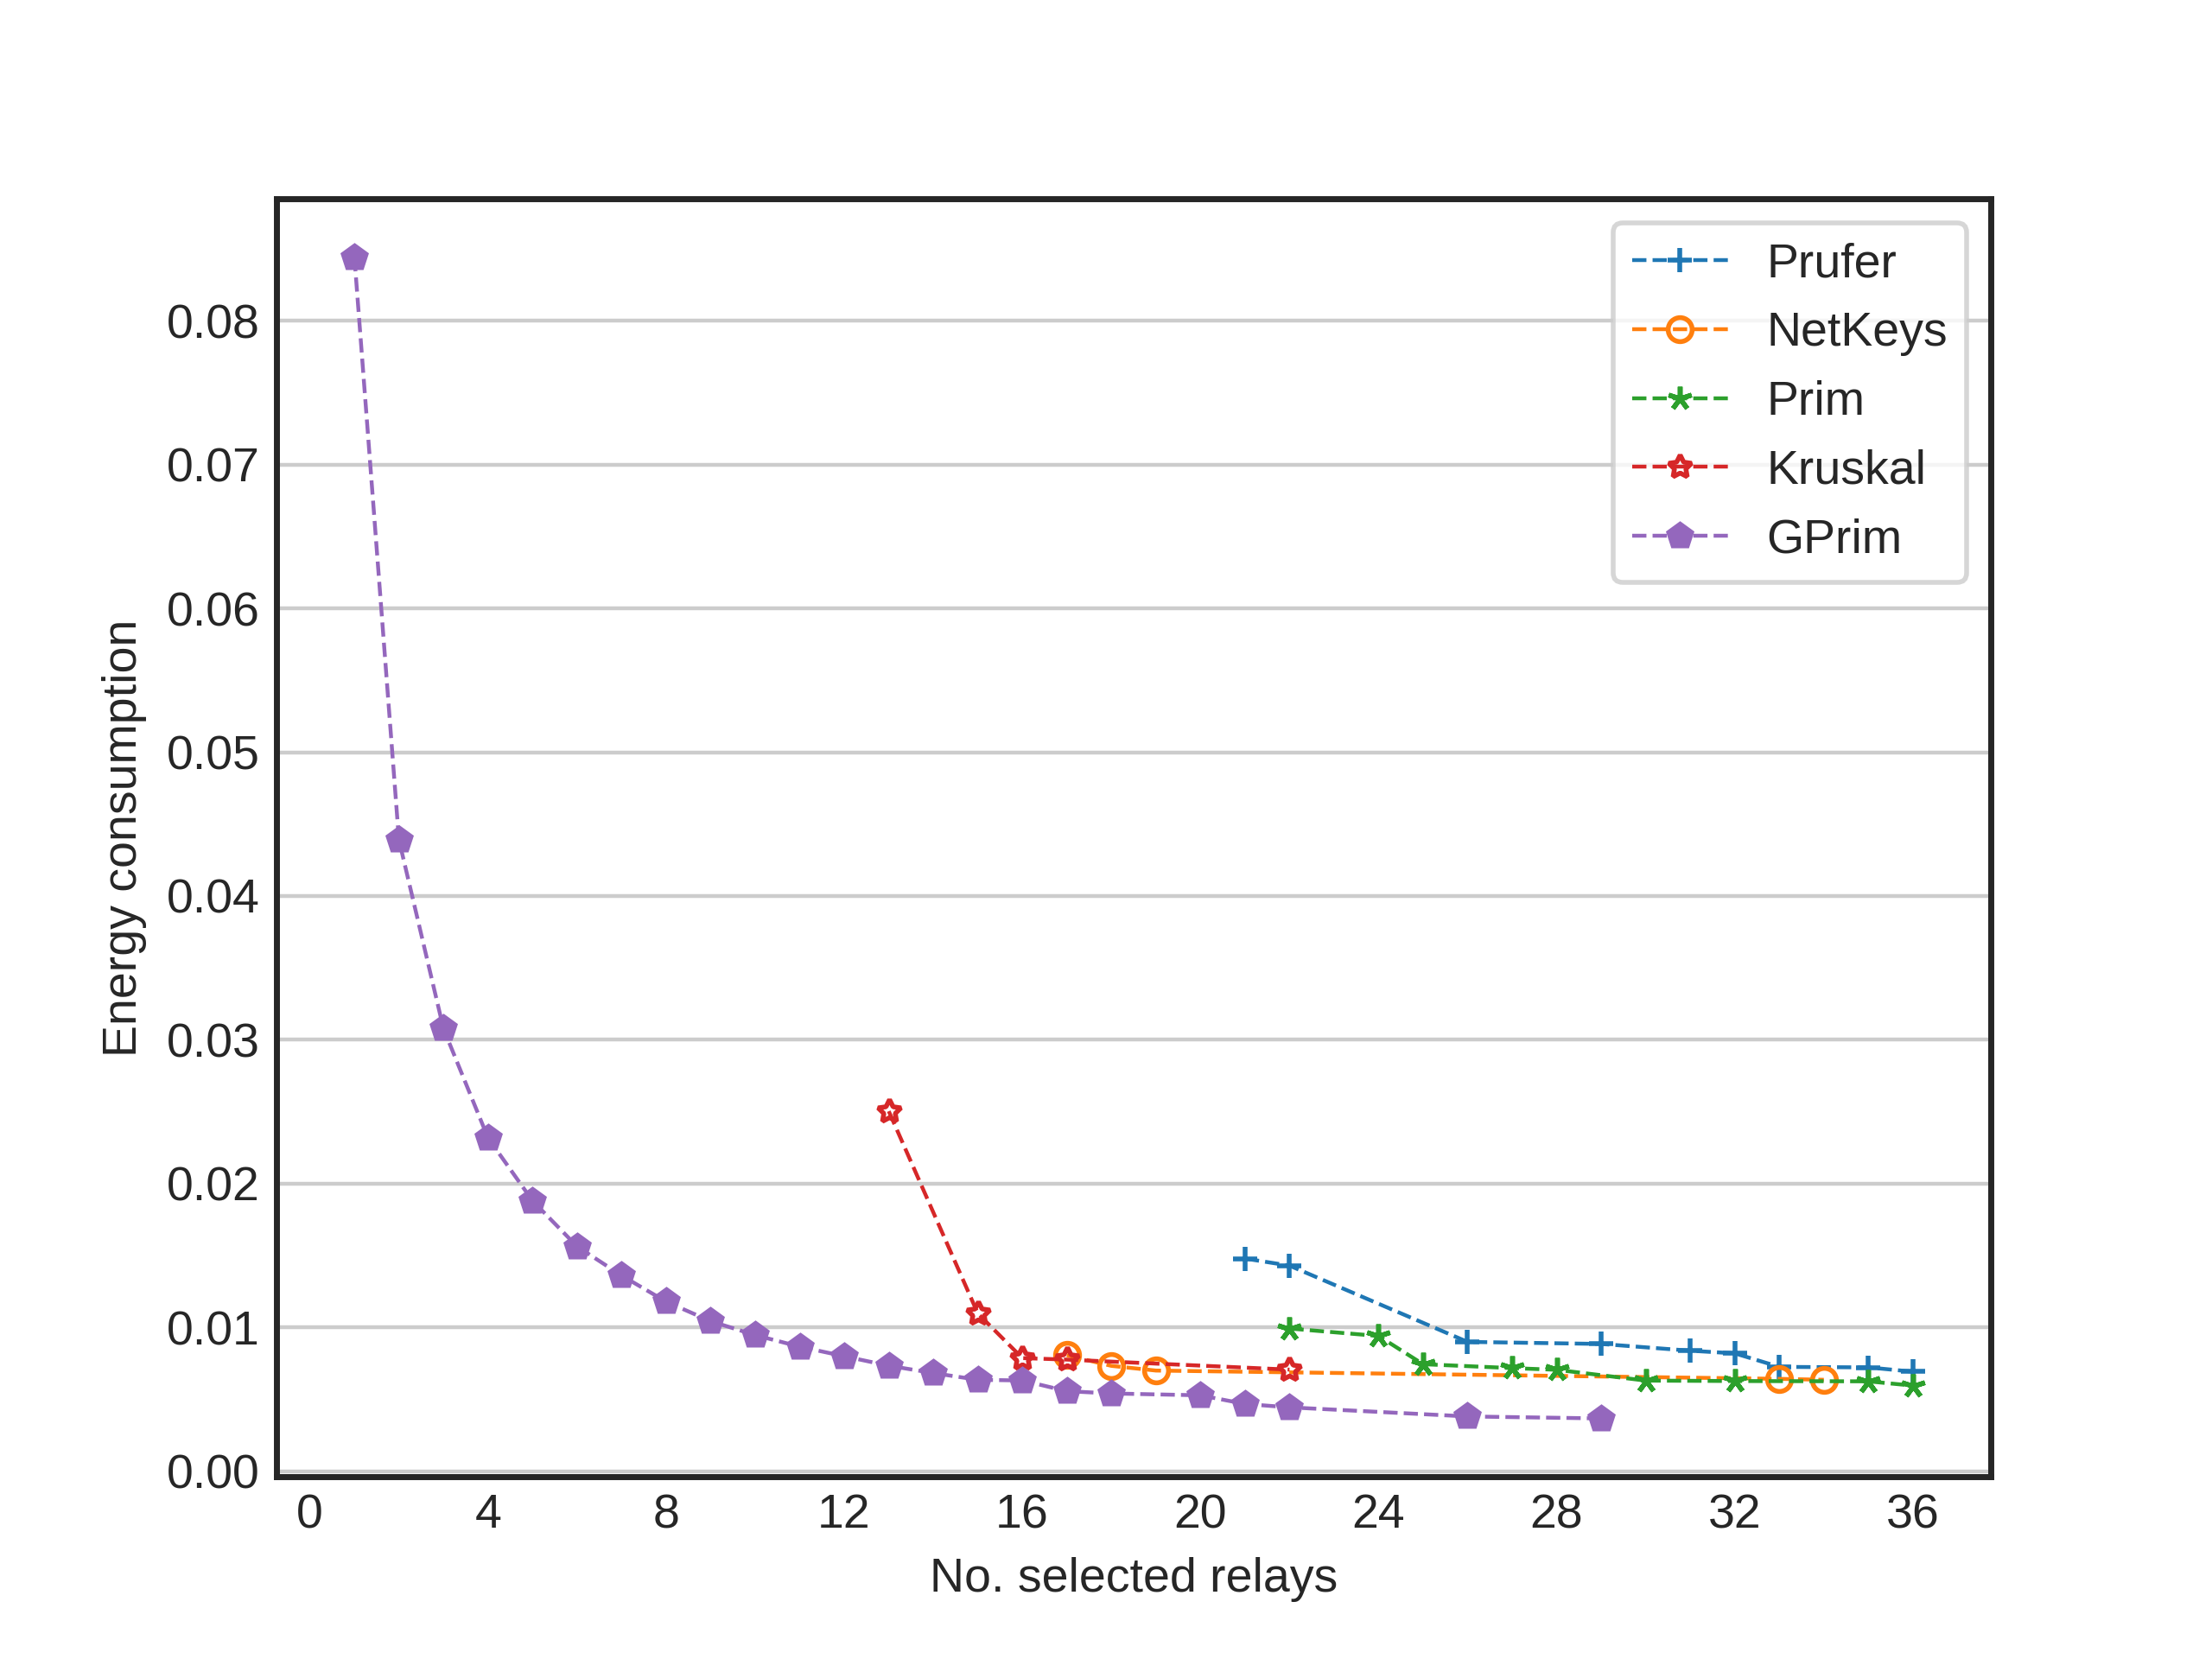 Prufer
NetKeys
Prim
Kruskal
GPrim
0.08
0.07
0.06
0.05
0.04
0.03
0.02
0.01
0.00
Energy consumption
0 4 8 12 16 20 24 28 32 36
No. selected relays